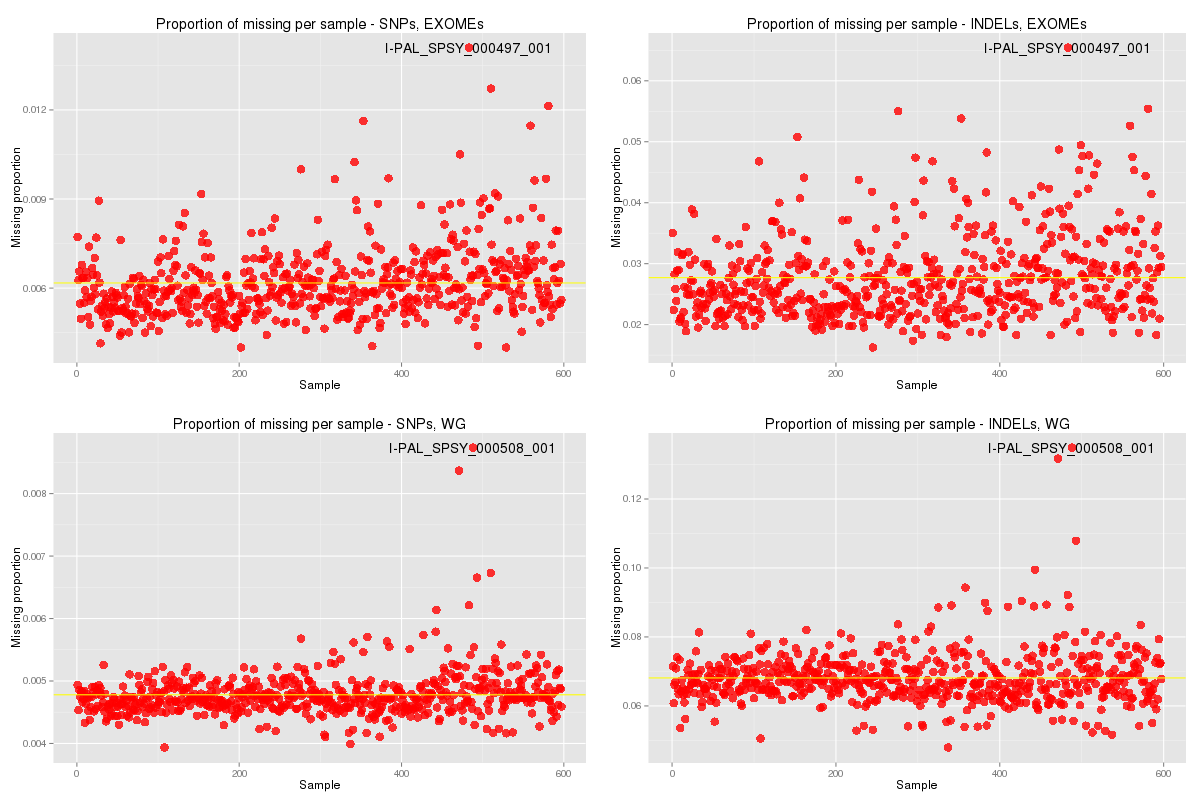 Proportion of missing per sample - SNPs, EXOMEs
I-PAL_SPSY_000497_001
Missing proportion
0.012
0.009
0.006
0
200
400
600
Sample
Proportion of missing per sample - INDELs, EXOMEs
I-PAL_SPSY_000497_001
Missing proportion
0.06
0.05
0.04
0.03
0.02
0
200
400
600
Sample
Proportion of missing per sample - SNPs, WG
I-PAL_SPSY_000508_001
Missing proportion
0.008
0.007
0.006
0.005
0.004
0
200
400
600
Sample
Proportion of missing per sample - INDELs, WG
I-PAL_SPSY_000508_001
Missing proportion
0.12
0.10
0.08
0.06
0
200
400
600
Sample